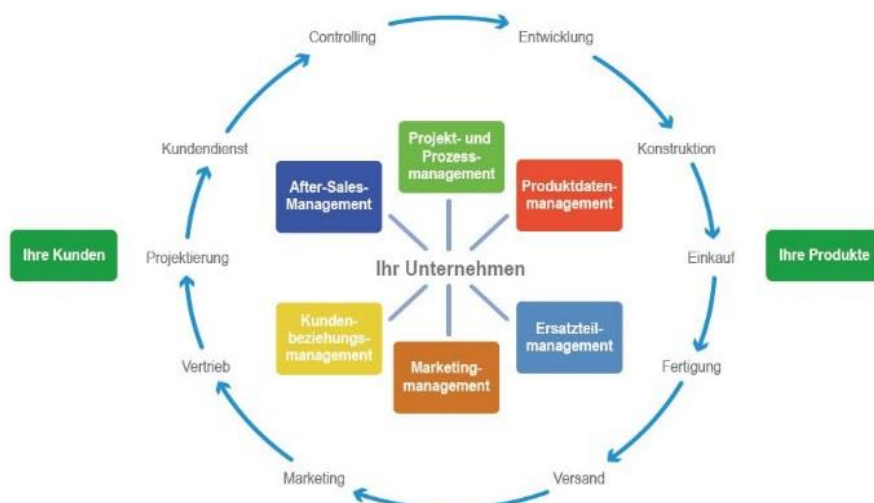 Controlling
Entwicklung
Kundendienst
Konstruktion
Projekt- und
Prozess-
management
After-Sales-
Management
Produktdaten-
management
Ihre Kunden
Projektierung
Ihr Unternehmen
Einkauf
Ihre Produkte
Kunden-
beziehungs-
management
Marketing-
management
Ersatzteil-
management
Vertrieb
Fertigung
Marketing
Versand